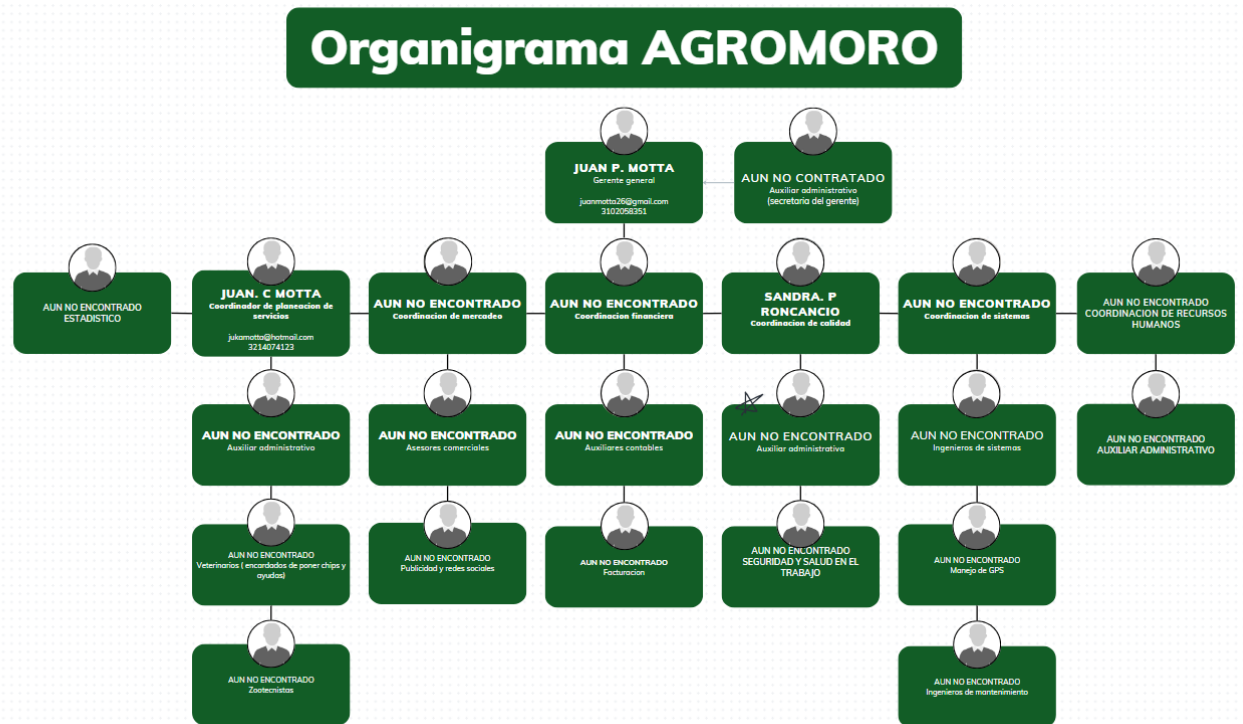 Organigrama AGROMORO
JUAN P. MOTTA
Gerente general
juanmotta26@gmail.com
3102058351
AUN NO CONTRATADO
Auxiliar administrativo
(secretaria del gerente)
AUN NO ENCONTRADO
ESTADISTICO
JUAN. C MOTTA
Coordinador de planeacion de
servicios
jukamotta@hotmail.com
3214074123
AUN NO ENCONTRADO
Coordinacion de mercadeo
AUN NO ENCONTRADO
Coordinacion financiera
SANDRA. P
RONCANCIO
Coordinacion de calidad
AUN NO ENCONTRADO
Coordinacion de sistemas
AUN NO ENCONTRADO
COORDINACION DE RECURSOS
HUMANOS
AUN NO ENCONTRADO
Auxiliar administrativo
AUN NO ENCONTRADO
Asesores comerciales
AUN NO ENCONTRADO
Auxiliares contables
AUN NO ENCONTRADO
Auxiliar administrativa
AUN NO ENCONTRADO
Ingenieros de sistemas
AUN NO ENCONTRADO
AUXILIAR ADMINISTRATIVO
AUN NO ENCONTRADO
Veterinarios ( encardados de poner chips y
ayudas)
AUN NO ENCONTRADO
Publicidad y redes sociales
AUN NO ENCONTRADO
Facturacion
AUN NO ENCONTRADO
SEGURIDAD Y SALUD EN EL
TRABAJO
AUN NO ENCONTRADO
Manejo de GPS
AUN NO ENCONTRADO
Zootecnistas
AUN NO ENCONTRADO
Ingenieros de mantenimiento